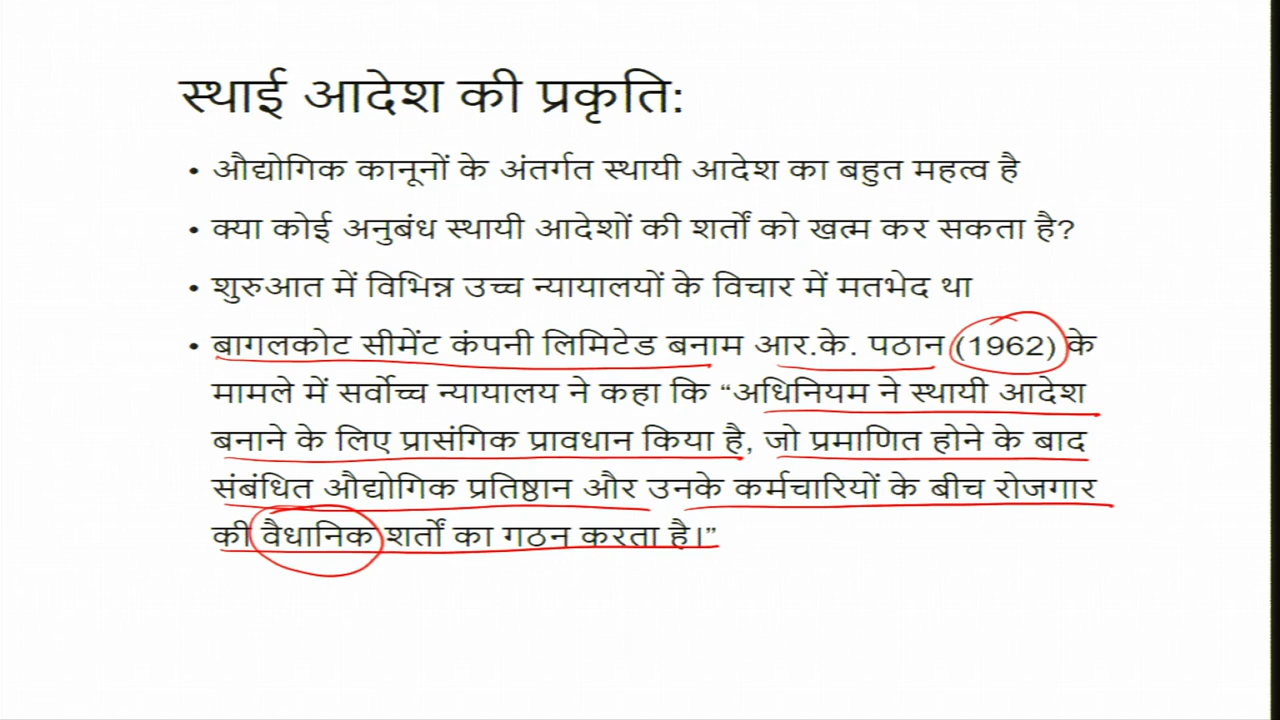 स्थाई आदेश की प्रकृति:
• औद्योगिक कानूनों के अंतर्गत स्थायी आदेश का बहुत महत्व है
• क्या कोई अनुबंध स्थायी आदेशों की शर्तों को खत्म कर सकता है?
• शुरुआत में विभिन्न उच्च न्यायालयों के विचार में मतभेद था
• बागलकोट सीमेंट कंपनी लिमिटेड बनाम आर.के. पठान (1962) के
मामले में सर्वोच्च न्यायालय ने कहा कि “अधिनियम ने स्थायी आदेश
बनाने के लिए प्रासंगिक प्रावधान किया है, जो प्रमाणित होने के बाद
संबंधित औद्योगिक प्रतिष्ठान और उनके कर्मचारियों के बीच रोजगार
की वैधानिक शर्तों का गठन करता है।”